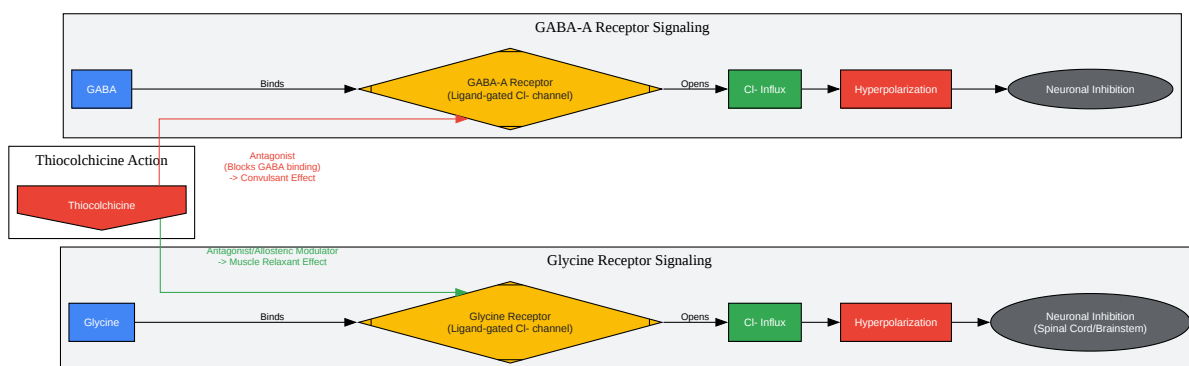 GABA-A Receptor Signaling
GABA
Binds
GABA-A Receptor
(Ligand-gated Cl- channel)
Opens
Cl- Influx
Hyperpolarization
Neuronal Inhibition
Thiocolchicine Action
Thiocolchicine
Antagonist
(Blocks GABA binding)
-> Convulsant Effect
Antagonist/Allosteric Modulator
-> Muscle Relaxant Effect
Glycine Receptor Signaling
Glycine
Binds
Glycine Receptor
(Ligand-gated Cl- channel)
Opens
Cl- Influx
Hyperpolarization
Neuronal Inhibition
(Spinal Cord/Brainstem)